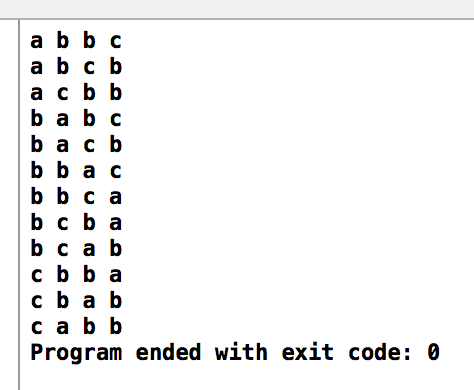 a b b c
a b c b
a c b b
b a b c
b a c b
b b a c
b b c a
b c b a
b c a b
c b b a
c b a b
c a b b
Program ended with exit code: 0